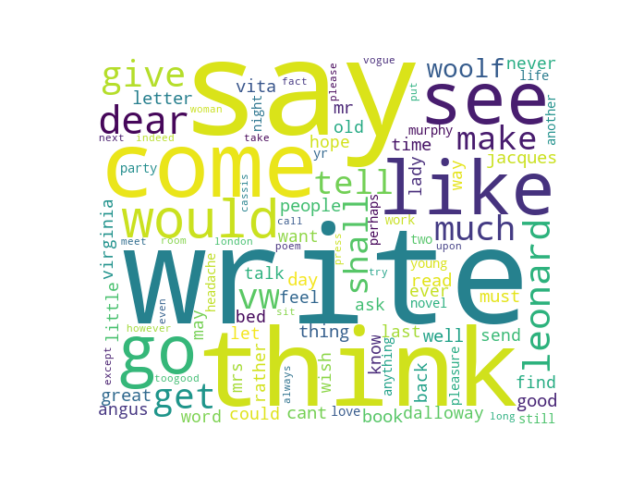 vogue
say
give
woolf
never
see
fact
please
put
life
vita
letter
night
another
dear
mr
old
murphy
make
woman
next
indeed
take
hope
time
come
like
jacques
party
yr
tell
lady
way
cassis
people
would
shall
perhaps
much
work
virginia
little
call
want
upon
leonard
meet
room
london
poem
press
two
write
talk
day
try
young
vw
feel
ask
read
must
headache
ever
novel
go
may
sit
bed
last
well
send
even
however
let
thing
know
think
except
mrs
rather
wish
anything
back
pleasure
find
toogood
great
get
always
good
angus
word
could
cant
love
book
dalloway
long
still